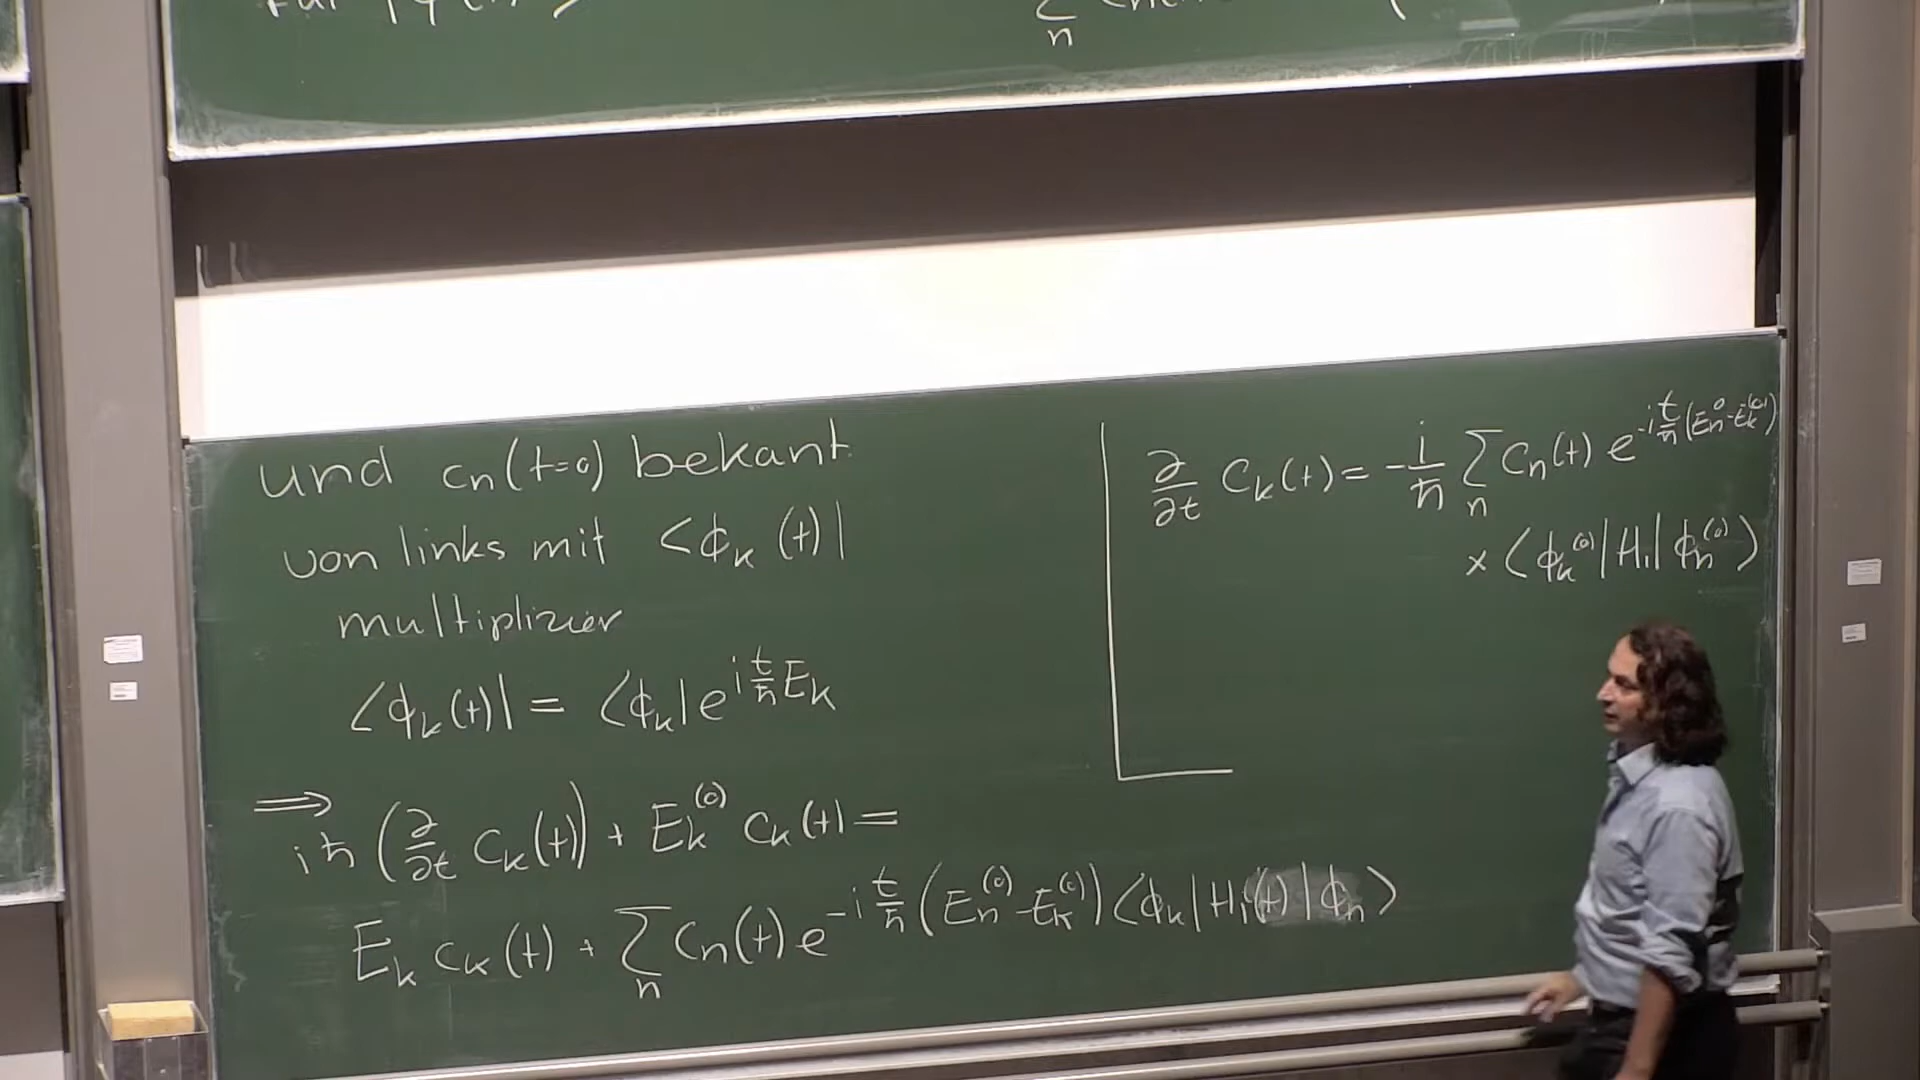 Σ
n
und cn(t=0) bekant
von links mit <ϕk (t)|
multiplizier
<ϕk(t)| = <ϕk|e^{i t/ħ Ek}
⟹ iħ (∂/∂t Ck(t)) + Ek^(0) Ck(t) =
Ek Ck(t) + Σn Cn(t) e^{-i t/ħ (En^(0) - Ek^(0))} <ϕk|H1(t)|ϕn>
∂/∂t Ck(t) = -i/ħ Σn Cn(t) e^{-i t/ħ (En^0 - Ek^(0))}
× <ϕk^(0)|H1|ϕn^(0)>